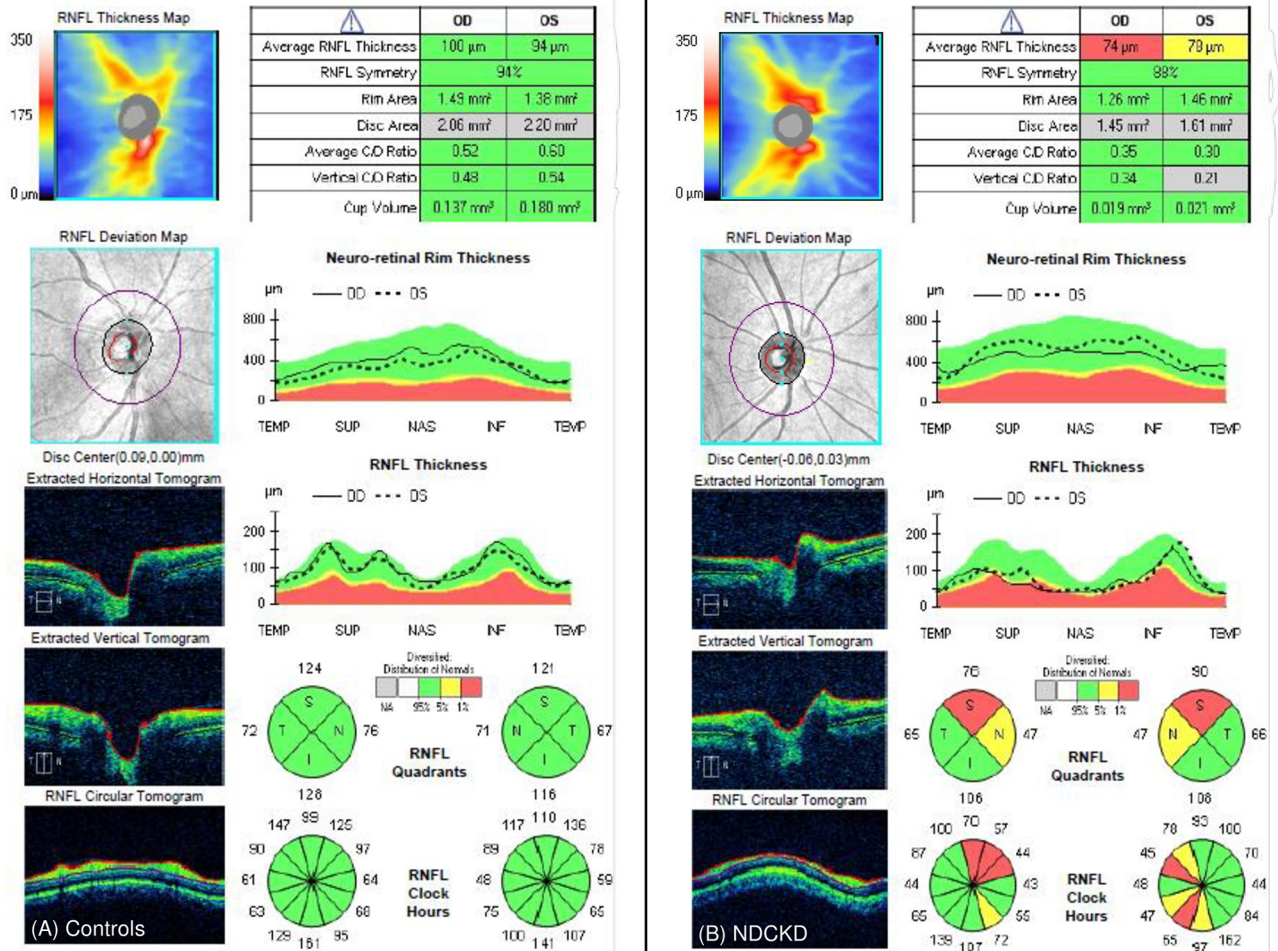 RNFL Thickness Map
350
175
0 µm
OD OS
Average RNFL Thickness 100 µm 94 µm
RNFL Symmetry 94%
Rim Area 1.49 mm² 1.38 mm²
Disc Area 2.06 mm² 2.20 mm²
Average C/D Ratio 0.52 0.60
Vertical C/D Ratio 0.48 0.54
Cup Volume 0.137 mm³ 0.180 mm³
RNFL Deviation Map
Disc Center(0.09,0.00)mm
Neuro-retinal Rim Thickness
µm OD OS
800
400
0
TEMP SUP NAS INF TEMP
Extracted Horizontal Tomogram
T N
RNFL Thickness
µm OD OS
200
100
0
TEMP SUP NAS INF TEMP
Extracted Vertical Tomogram
T N
Diversified:
Distribution of Normals
NA 95% 5% 1%
124
S
72 T N 76
I
128
121
S
71 N T 67
I
116
RNFL
Quadrants
RNFL Circular Tomogram
RNFL
Clock
Hours
99
147 125
90 97
61 64
63 68
129 95
161
110
117 136
89 78
48 59
75 65
100 107
141
(A) Controls
RNFL Thickness Map
350
175
0 µm
OD OS
Average RNFL Thickness 74 µm 78 µm
RNFL Symmetry 88%
Rim Area 1.26 mm² 1.46 mm²
Disc Area 1.45 mm² 1.61 mm²
Average C/D Ratio 0.35 0.30
Vertical C/D Ratio 0.34 0.21
Cup Volume 0.019 mm³ 0.021 mm³
RNFL Deviation Map
Disc Center(-0.06,0.03)mm
Neuro-retinal Rim Thickness
µm OD OS
800
400
0
TEMP SUP NAS INF TEMP
Extracted Horizontal Tomogram
T N
RNFL Thickness
µm OD OS
200
100
0
TEMP SUP NAS INF TEMP
Extracted Vertical Tomogram
T N
Diversified:
Distribution of Normals
NA 95% 5% 1%
76
S
65 T N 47
I
106
90
S
47 N T 66
I
108
RNFL
Quadrants
RNFL Circular Tomogram
RNFL
Clock
Hours
70
100 57
87 44
44 43
65 55
139 72
107
93
78 100
45 70
48 44
47 84
65 162
97
(B) NDCKD